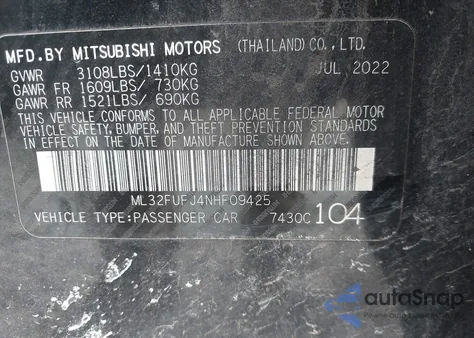 MFD.BY MITSUBISHI MOTORS (THAILAND) CO., LTD.
GVWR 3108LBS/1410KG JUL 2022
GAWR FR 1609LBS/ 730KG
GAWR RR 1521LBS/ 690KG
THIS VEHICLE CONFORMS TO ALL APPLICABLE FEDERAL MOTOR
VEHICLE SAFETY, BUMPER, AND THEFT PREVENTION STANDARDS
IN EFFECT ON THE DATE OF MANUFACTURE SHOWN ABOVE.
ML32FUFJ4NHF09425
VEHICLE TYPE:PASSENGER CAR 7430C 104
autoSnap